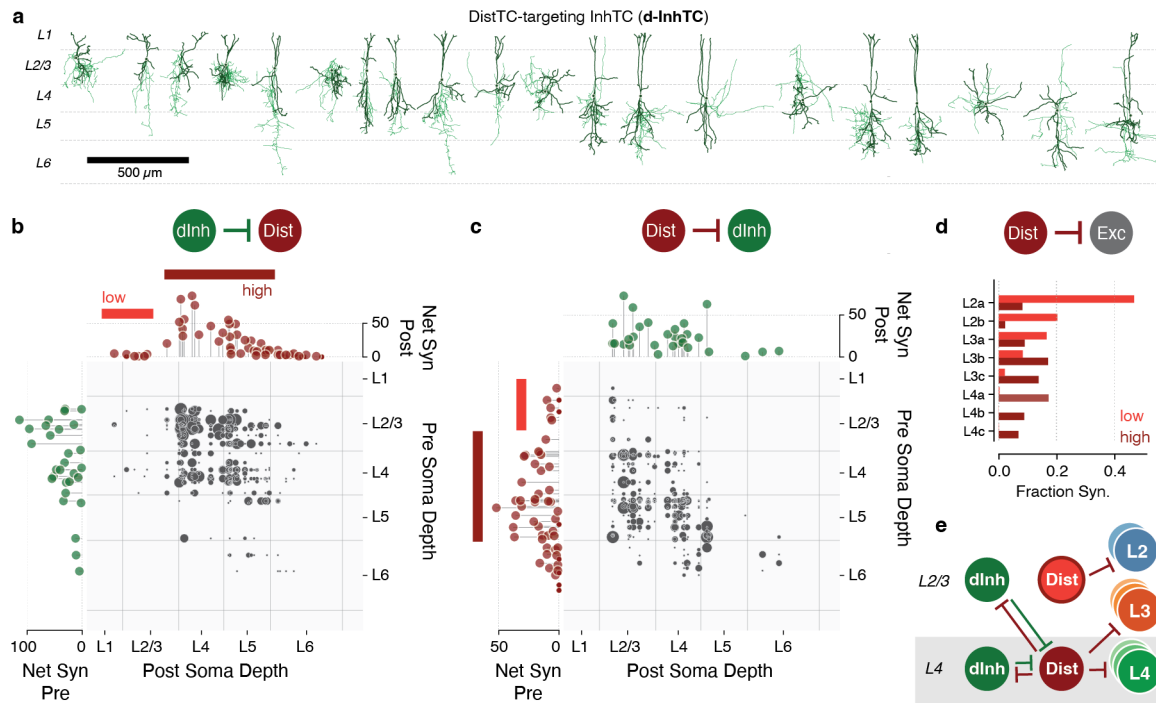 a
DistTC-targeting InhTC (d-InhTC)
L1
L2/3
L4
L5
L6
500 µm
b
dInh
Dist
low
high
50
0
Net Syn
Post
L1
L2/3
L4
L5
L6
Pre Soma Depth
100
0
L1
L2/3
L4
L5
L6
Net Syn
Pre
Post Soma Depth
c
Dist
dInh
50
0
Net Syn
Post
L1
L2/3
L4
L5
L6
Pre Soma Depth
50
0
L1
L2/3
L4
L5
L6
Net Syn
Pre
Post Soma Depth
d
Dist
Exc
L2a
L2b
L3a
L3b
L3c
L4a
L4b
L4c
low
high
0.0
0.2
0.4
Fraction Syn.
e
L2/3
dInh
Dist
L2
L3
L4
dInh
Dist
L4